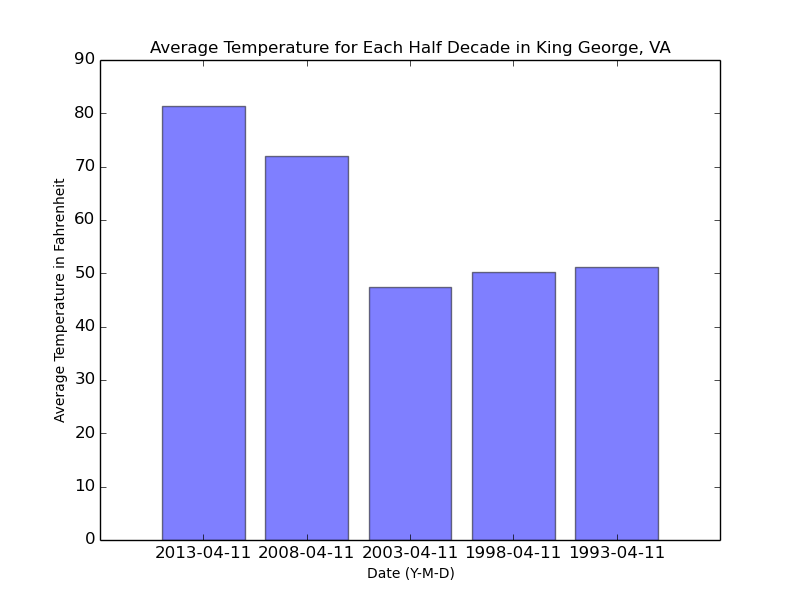 Average Temperature for Each Half Decade in King George, VA
90
80
70
60
50
40
30
20
10
0
Average Temperature in Fahrenheit
2013-04-11 2008-04-11 2003-04-11 1998-04-11 1993-04-11
Date (Y-M-D)